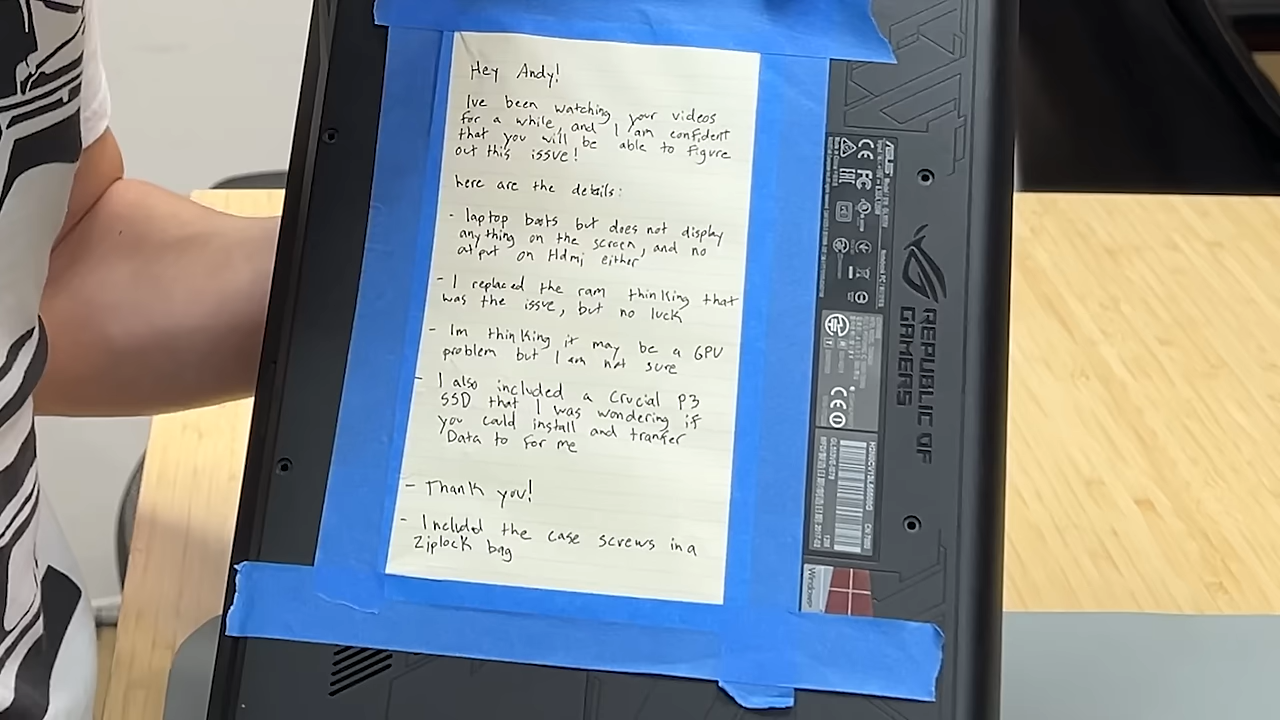 Hey Andy!
Ive been watching your videos
for a while and I am confident
that you will be able to figure
out this issue!
here are the details:
- laptop boots but does not display
anything on the screen, and no
output on Hdmi either
- I replaced the ram thinking that
was the issue, but no luck
- Im thinking it may be a GPU
problem but I am not sure
- I also included a Crucial P3
SSD that I was wondering if
you could install and tranfer
Data to for me
- Thank you!
- Included the case screws in a
Ziplock bag
ASUS
REPUBLIC OF
GAMERS
Windows